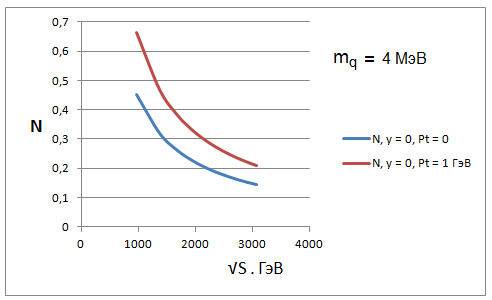 0,7
0,6
0,5
0,4
0,3
0,2
0,1
0
N
0 1000 2000 3000 4000
√S . ГэВ
mq = 4 МэВ
N, y = 0, Pt = 0
N, y = 0, Pt = 1 ГэВ